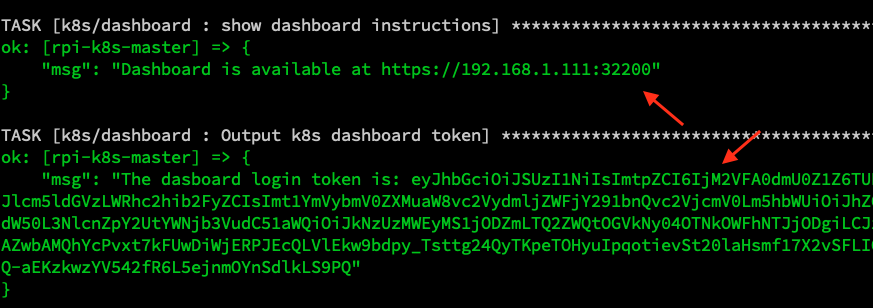 TASK [k8s/dashboard : show dashboard instructions] *************************************
ok: [rpi-k8s-master] => {
    "msg": "Dashboard is available at https://192.168.1.111:32200"
}
TASK [k8s/dashboard : Output k8s dashboard token] **************************************
ok: [rpi-k8s-master] => {
    "msg": "The dasboard login token is: eyJhbGciOiJSUzI1NiIsImtpZCI6IjM2VFA0dmU0Z1Z6TU
Jlcm5ldGVzLWRhc2hib2FyZCIsImt1YmVybmV0ZXMuaW8vc2VydmljZWFjY291bnQvc2VjcmV0Lm5hbWUiOiJhZG
dW50L3NlcnZpY2UtYWNjb3VudC51aWQiOiJkNzUzMWEyMS1jODZmLTQ2ZWQtOGVkNy04OTNkOWFhNTJjODgiLCJ
AZwbAMQhYcPvxt7kFUwDiWjERPJEcQLVlEkw9bdpy_Tsttg24QyTKpeTOHyuIpqotievSt20laHsmf17X2vSFLI
Q-aEKzkwzYV542fR6L5ejnmOYnSdlkLS9PQ"
}